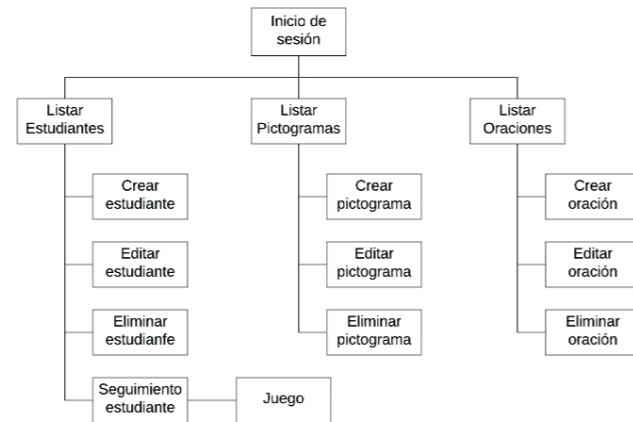 Inicio de
sesión
Listar
Estudiantes
Listar
Pictogramas
Listar
Oraciones
Crear
estudiante
Crear
pictograma
Crear
oración
Editar
estudiante
Editar
pictograma
Editar
oración
Eliminar
estudianfe
Eliminar
pictograma
Eliminar
oración
Seguimiento
estudiante
Juego